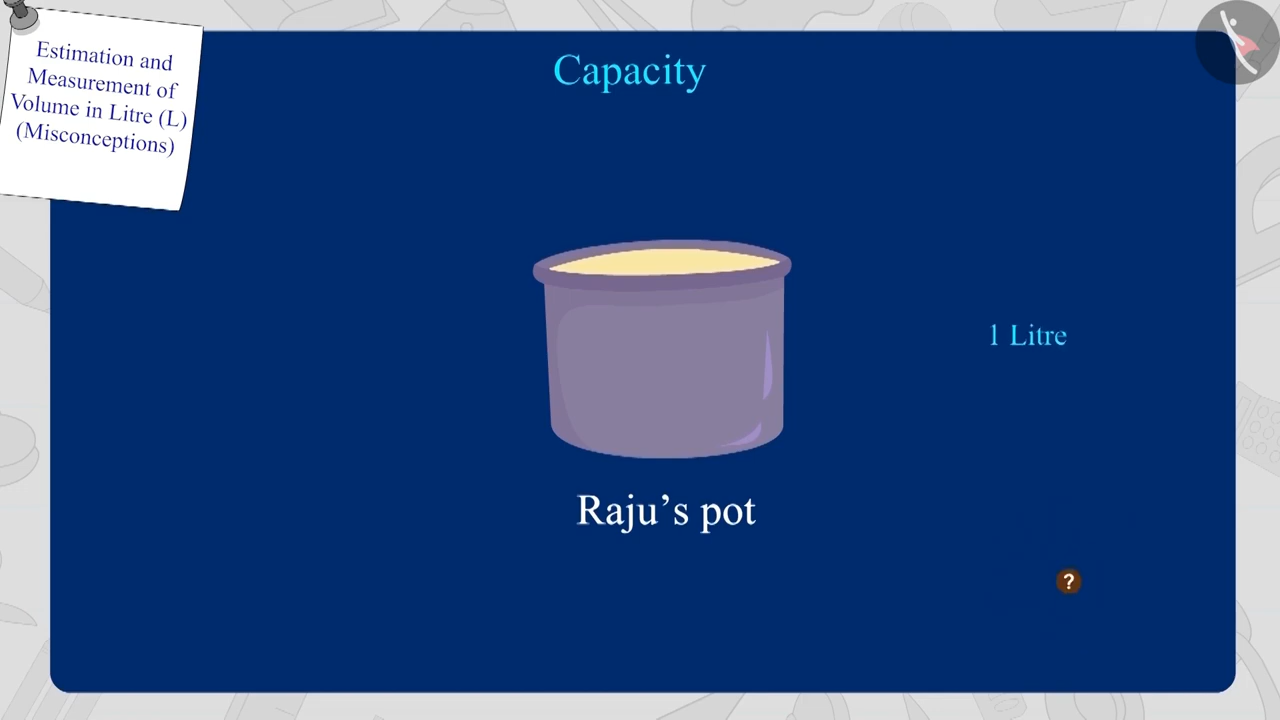 Estimation and
Measurement of
Volume in Litre (L)
(Misconceptions)
Capacity
1 Litre
Raju’s pot
?